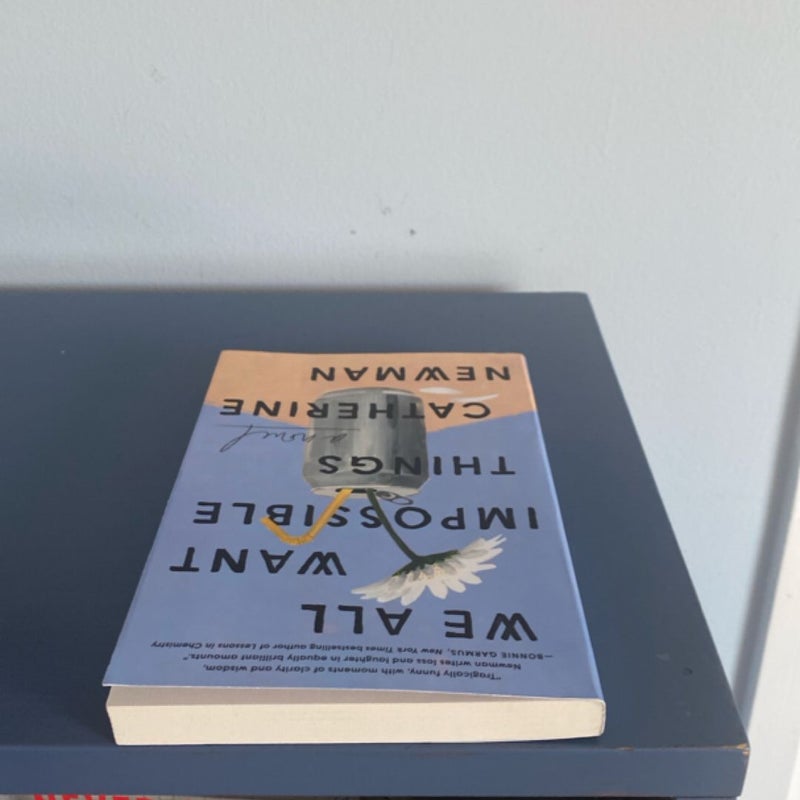 "Tragically funny, with moments of clarity and wisdom,
Newman writes loss and laughter in equally brilliant amounts."
—BONNIE GARMUS, New York Times bestselling author of Lessons in Chemistry
WE ALL
WANT
IMPOSSIBLE
THINGS
a novel
CATHERINE
NEWMAN